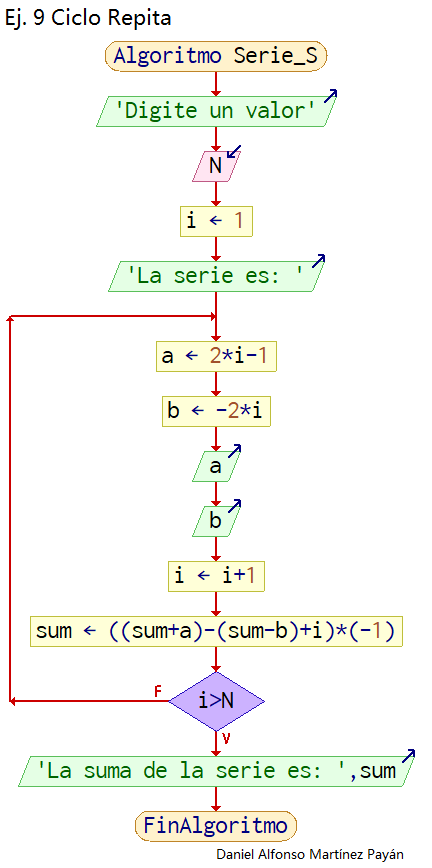 Ej. 9 Ciclo Repita
Algoritmo Serie_S
'Digite un valor'
N
i ← 1
'La serie es: '
a ← 2*i-1
b ← -2*i
a
b
i ← i+1
sum ← ((sum+a)-(sum-b)+i)*(-1)
i>N
F
V
'La suma de la serie es: ',sum
FinAlgoritmo
Daniel Alfonso Martínez Payán